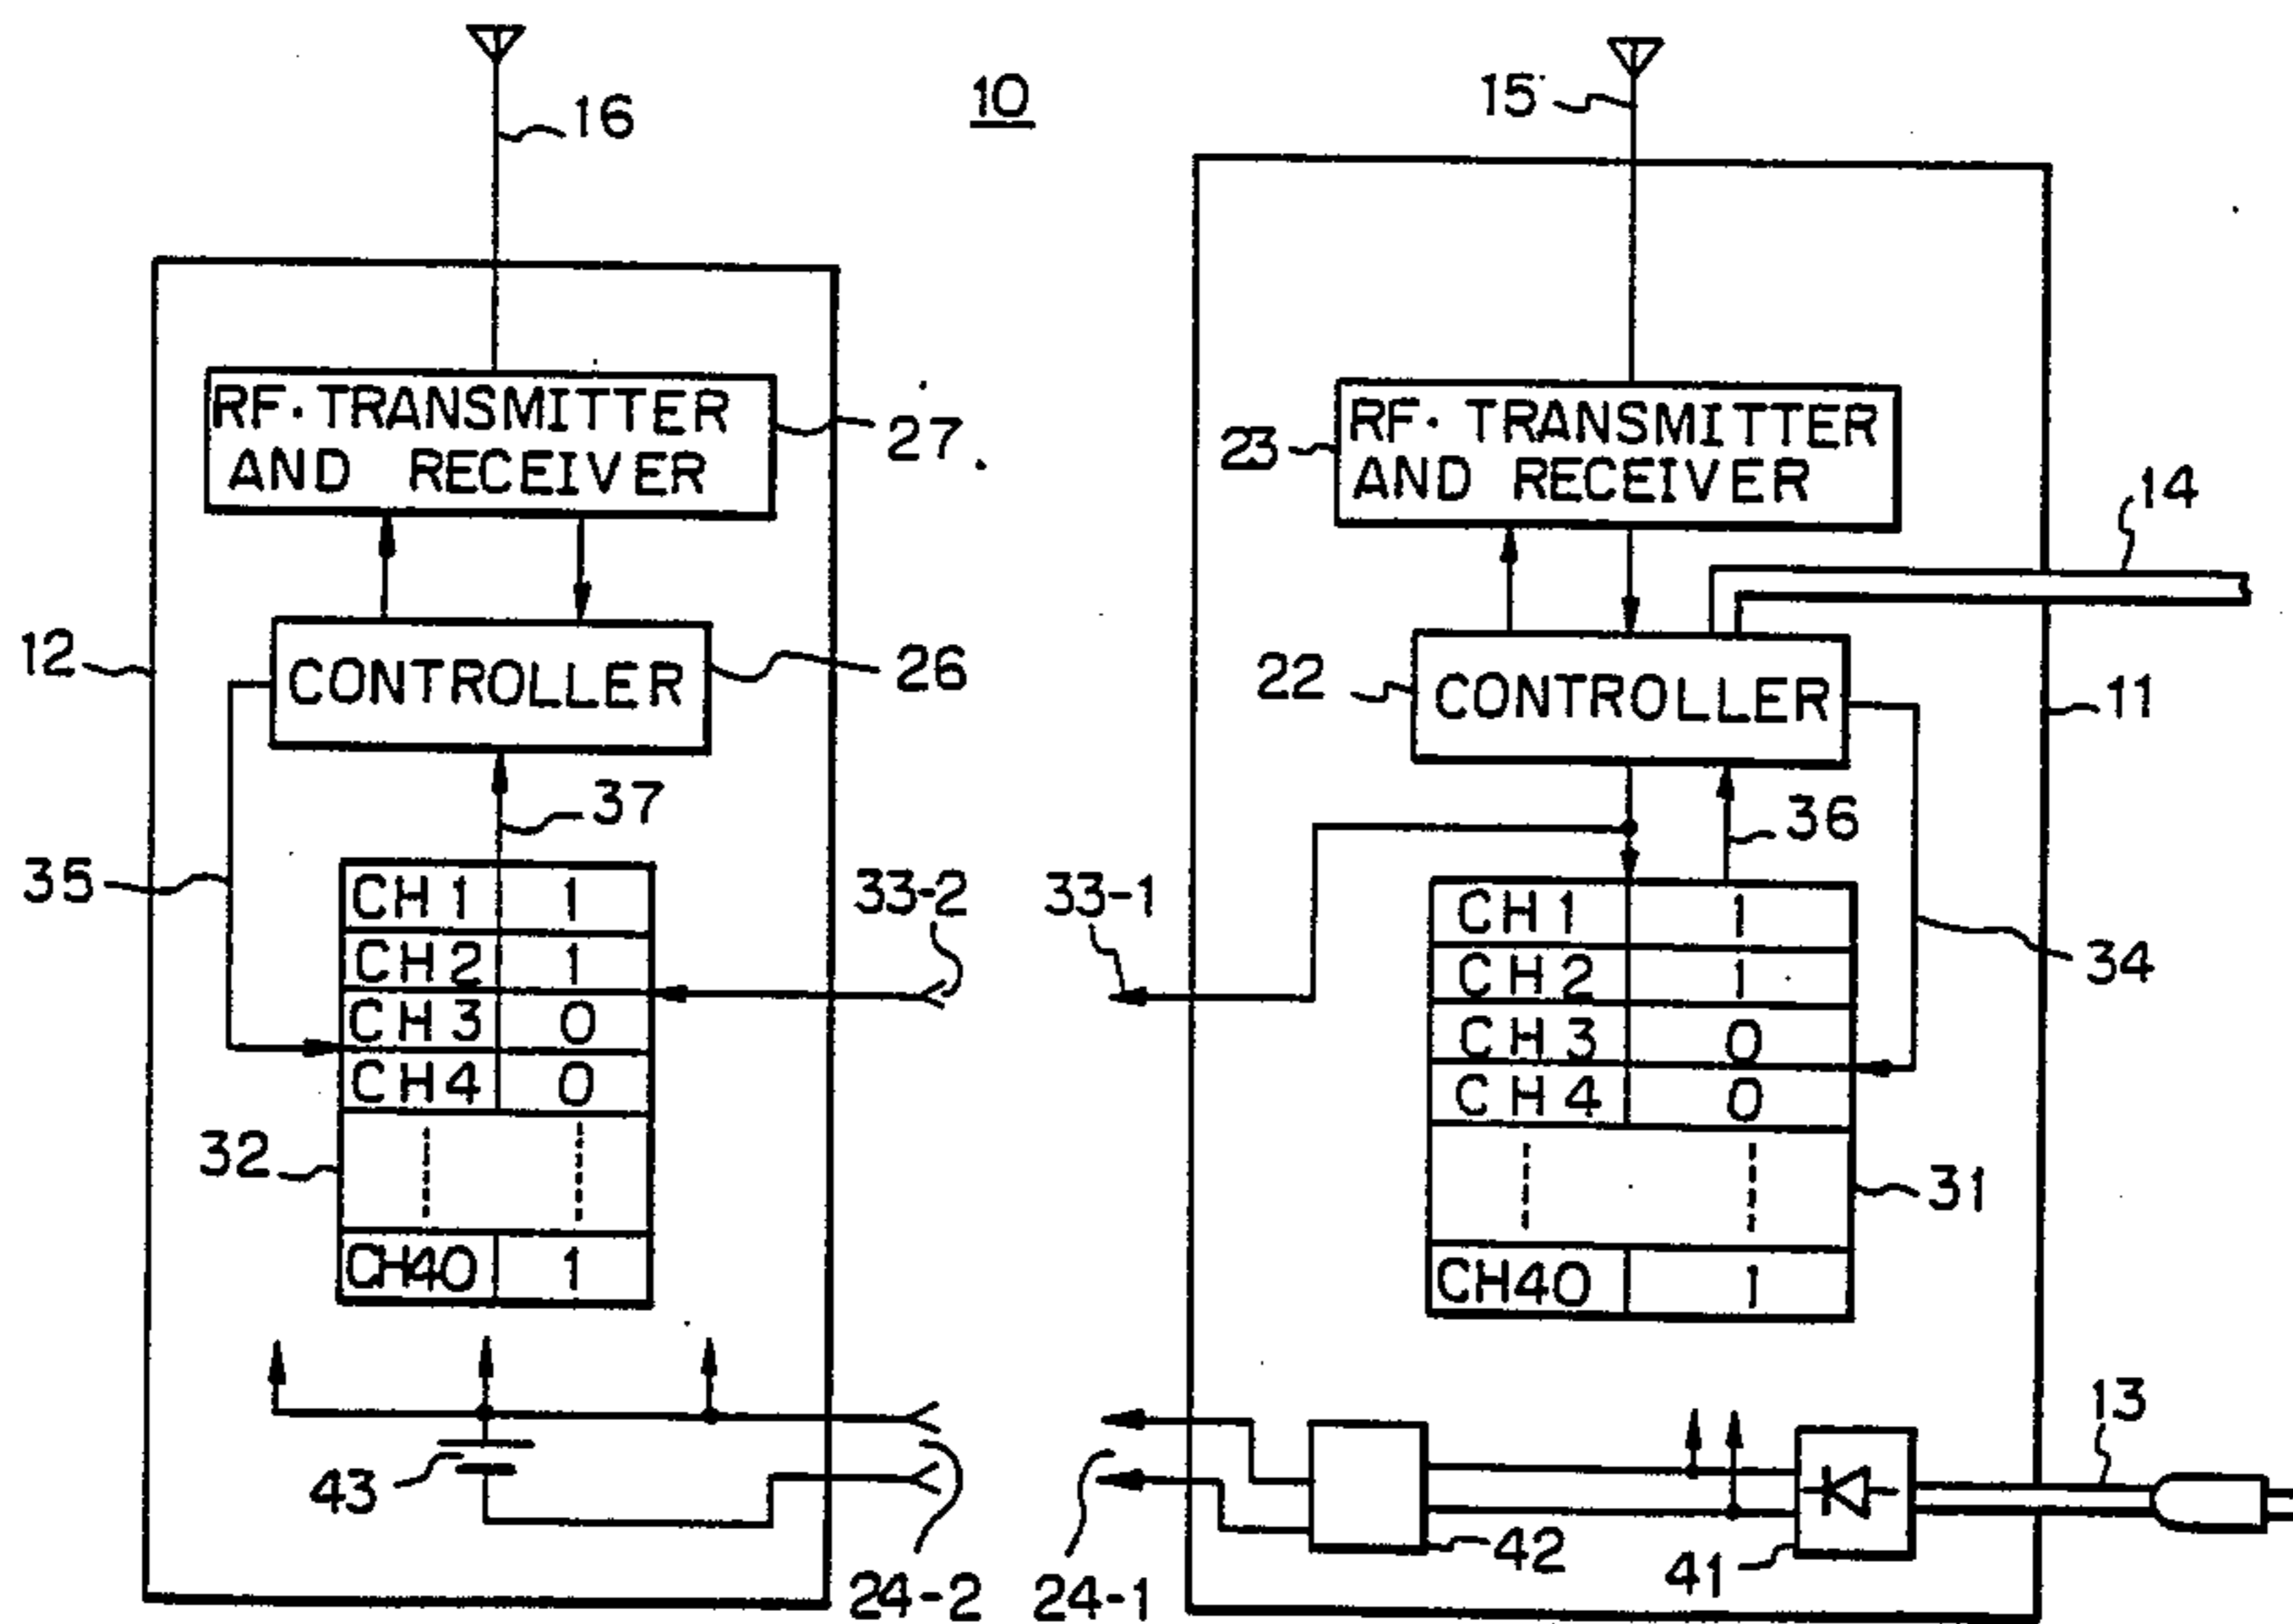 10
16
15
RF. TRANSMITTER
AND RECEIVER
27
23
RF. TRANSMITTER
AND RECEIVER
14
12
CONTROLLER
26
22
CONTROLLER
11
37
36
35
33-2
33-1
34
CH1 1
CH2 1
CH3 0
CH4 0
CH40 1
32
CH1 1
CH2 1
CH3 0
CH4 0
CH40 1
31
43
24-2
24-1
42
41
13